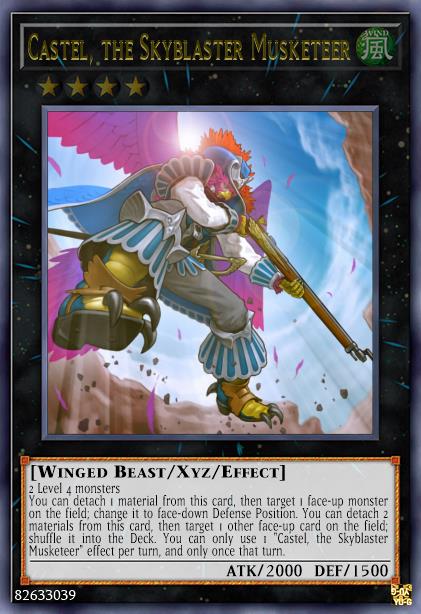 CASTEL, THE SKYBLASTER MUSKETEER
WIND
風
[WINGED BEAST/XYZ/EFFECT]
2 Level 4 monsters
You can detach 1 material from this card, then target 1 face-up monster
on the field; change it to face-down Defense Position. You can detach 2
materials from this card, then target 1 other face-up card on the field;
shuffle it into the Deck. You can only use 1 "Castel, the Skyblaster
Musketeer" effect per turn, and only once that turn.
ATK/2000 DEF/1500
82633039